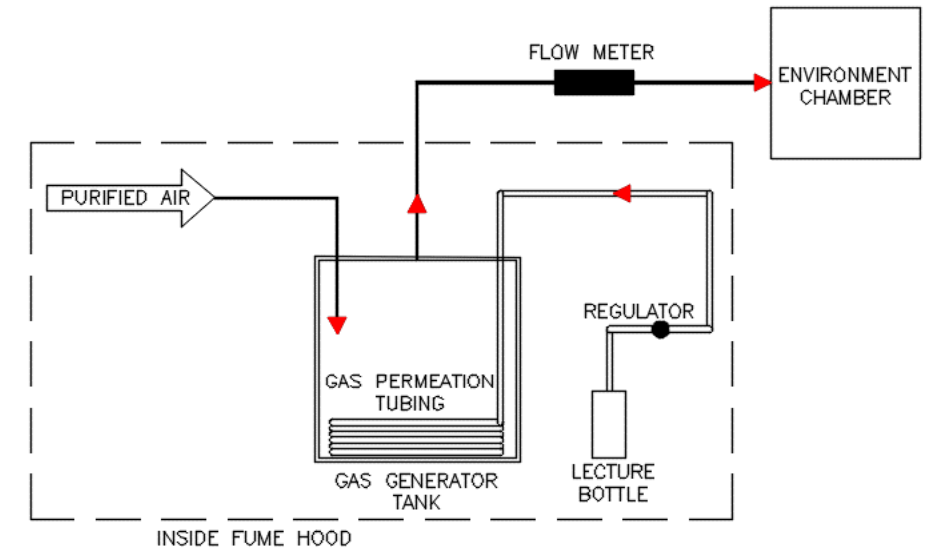 FLOW METER
ENVIRONMENT
CHAMBER
PURIFIED AIR
REGULATOR
GAS PERMEATION
TUBING
LECTURE
BOTTLE
GAS GENERATOR
TANK
INSIDE FUME HOOD